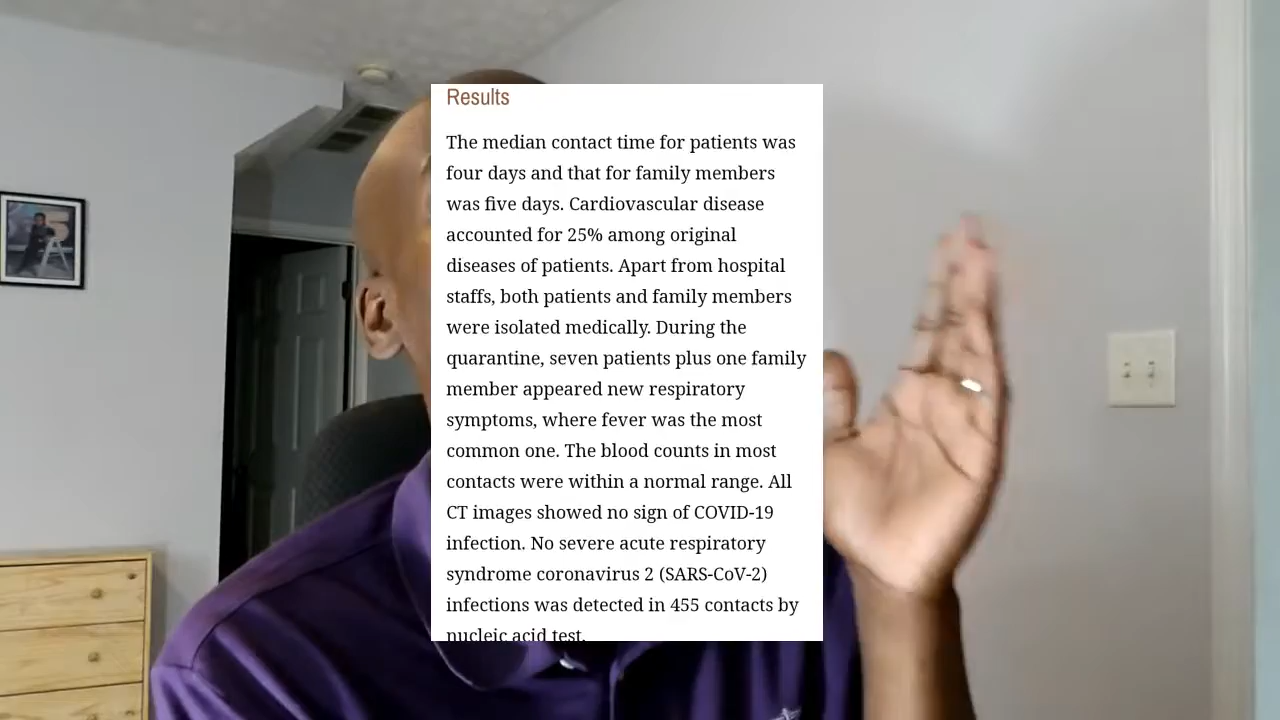 Results
The median contact time for patients was
four days and that for family members
was five days. Cardiovascular disease
accounted for 25% among original
diseases of patients. Apart from hospital
staffs, both patients and family members
were isolated medically. During the
quarantine, seven patients plus one family
member appeared new respiratory
symptoms, where fever was the most
common one. The blood counts in most
contacts were within a normal range. All
CT images showed no sign of COVID-19
infection. No severe acute respiratory
syndrome coronavirus 2 (SARS-CoV-2)
infections was detected in 455 contacts by
nucleic acid test.